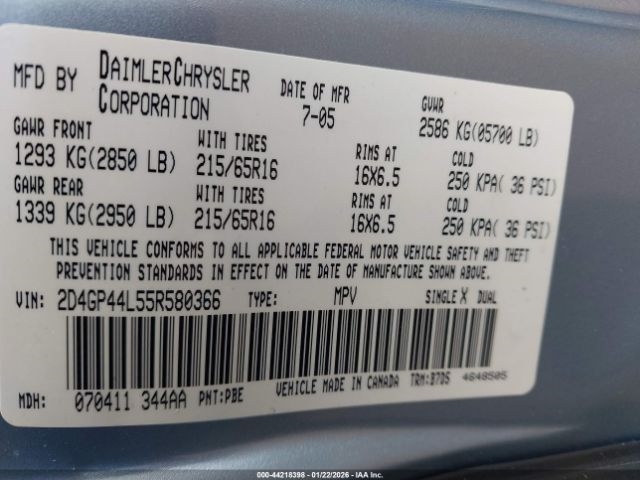 MFD BY DAIMLERCHRYSLER CORPORATION DATE OF MFR 7-05 GVWR 2586 KG(05700 LB)
GAWR FRONT WITH TIRES RIMS AT COLD
1293 KG(2850 LB) 215/65R16 16X6.5 250 KPA( 36 PSI)
GAWR REAR WITH TIRES RIMS AT COLD
1339 KG(2950 LB) 215/65R16 16X6.5 250 KPA( 36 PSI)
THIS VEHICLE CONFORMS TO ALL APPLICABLE FEDERAL MOTOR VEHICLE SAFETY AND THEFT
PREVENTION STANDARDS IN EFFECT ON THE DATE OF MANUFACTURE SHOWN ABOVE.
VIN: 2D4GP44L55R580366 TYPE: MPV SINGLE X DUAL
MDH: 070411 344AA PNT:PBE VEHICLE MADE IN CANADA TRM:B7D5 4648505
000-44218398 - 01/22/2026 - IAA Inc.